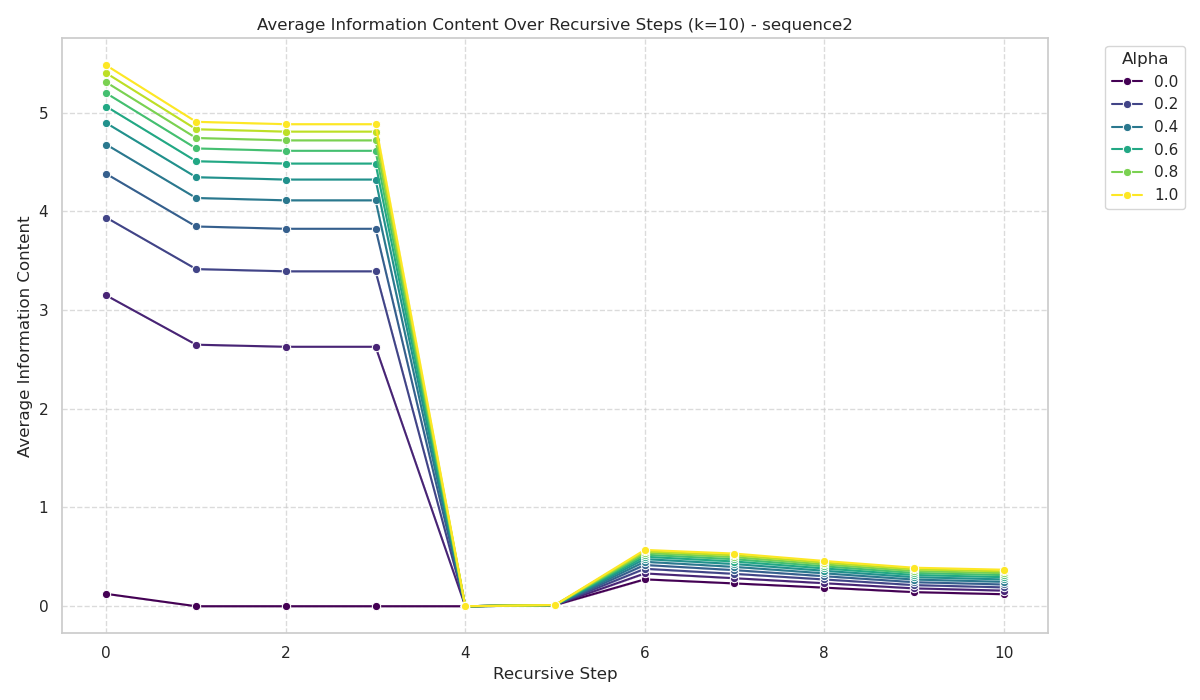 Average Information Content Over Recursive Steps (k=10) - sequence2
Average Information Content
5
4
3
2
1
0
0 2 4 6 8 10
Recursive Step
Alpha
0.0
0.2
0.4
0.6
0.8
1.0